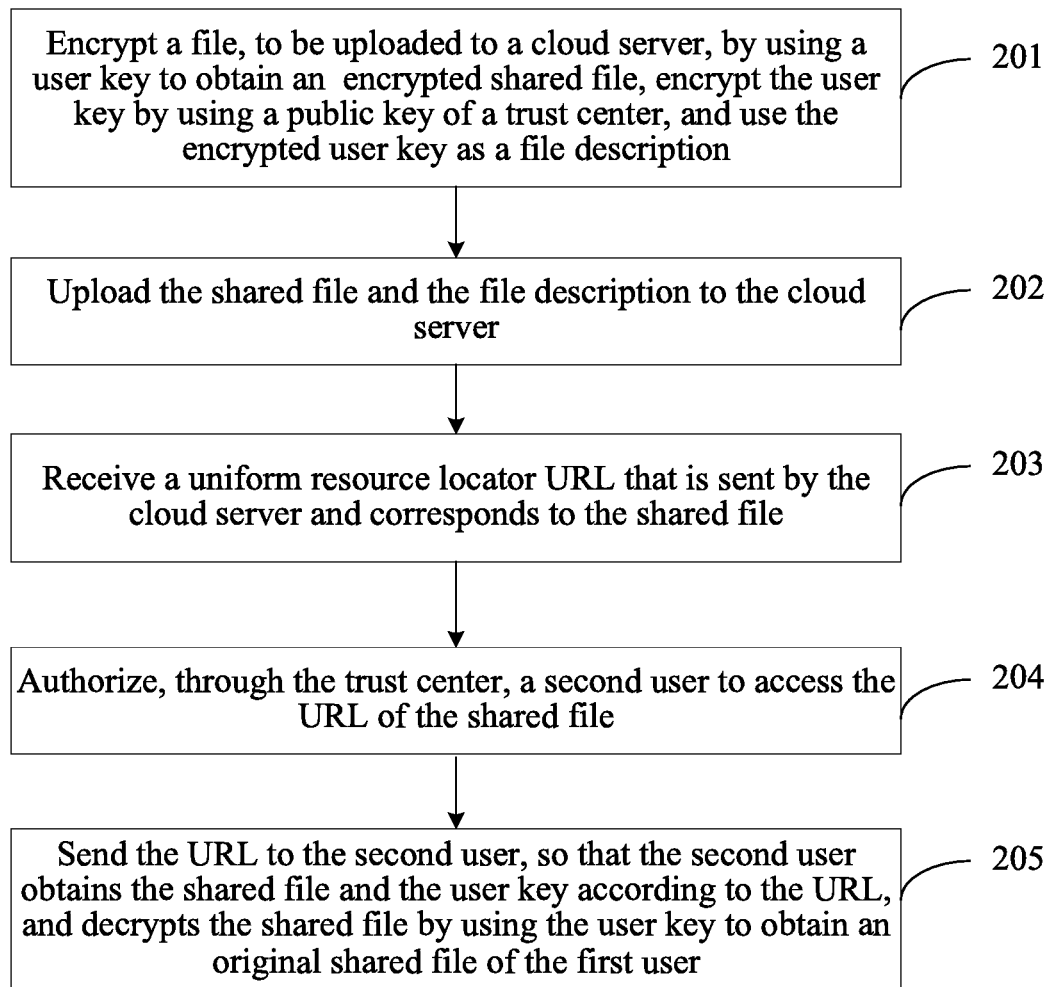 Encrypt a file, to be uploaded to a cloud server, by using a
user key to obtain an encrypted shared file, encrypt the user
key by using a public key of a trust center, and use the
encrypted user key as a file description
201
Upload the shared file and the file description to the cloud
server
202
Receive a uniform resource locator URL that is sent by the
cloud server and corresponds to the shared file
203
Authorize, through the trust center, a second user to access the
URL of the shared file
204
Send the URL to the second user, so that the second user
obtains the shared file and the user key according to the URL,
and decrypts the shared file by using the user key to obtain an
original shared file of the first user
205